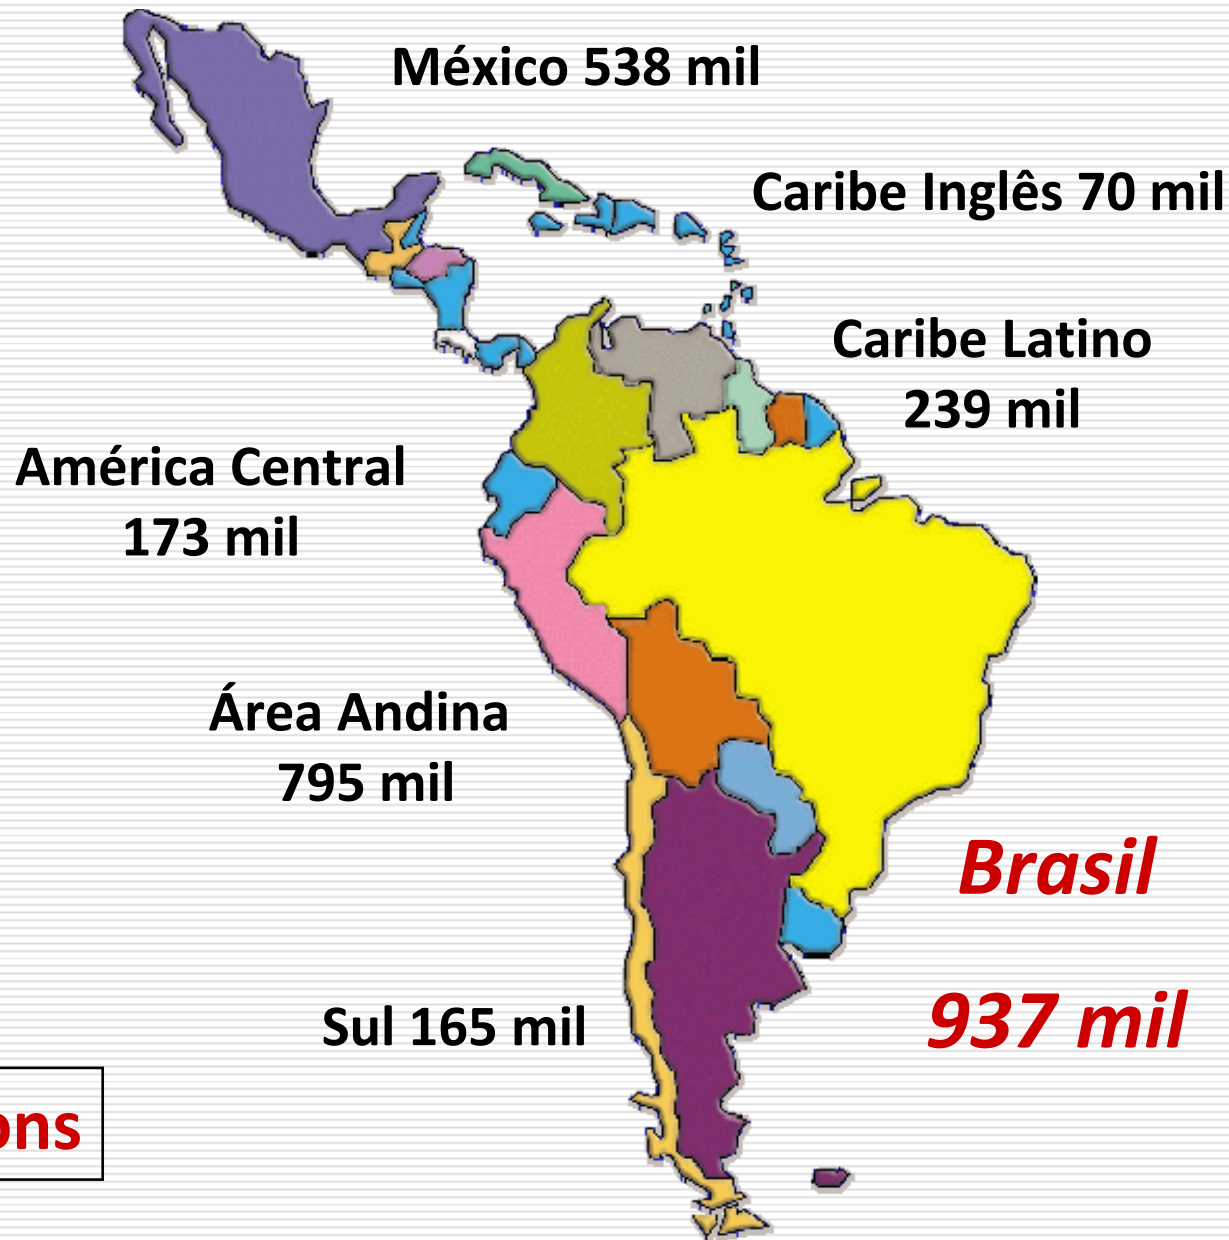 México 538 mil
Caribe Inglês 70 mil
Caribe Latino
239 mil
América Central
173 mil
Área Andina
795 mil
Brasil
937 mil
Sul 165 mil